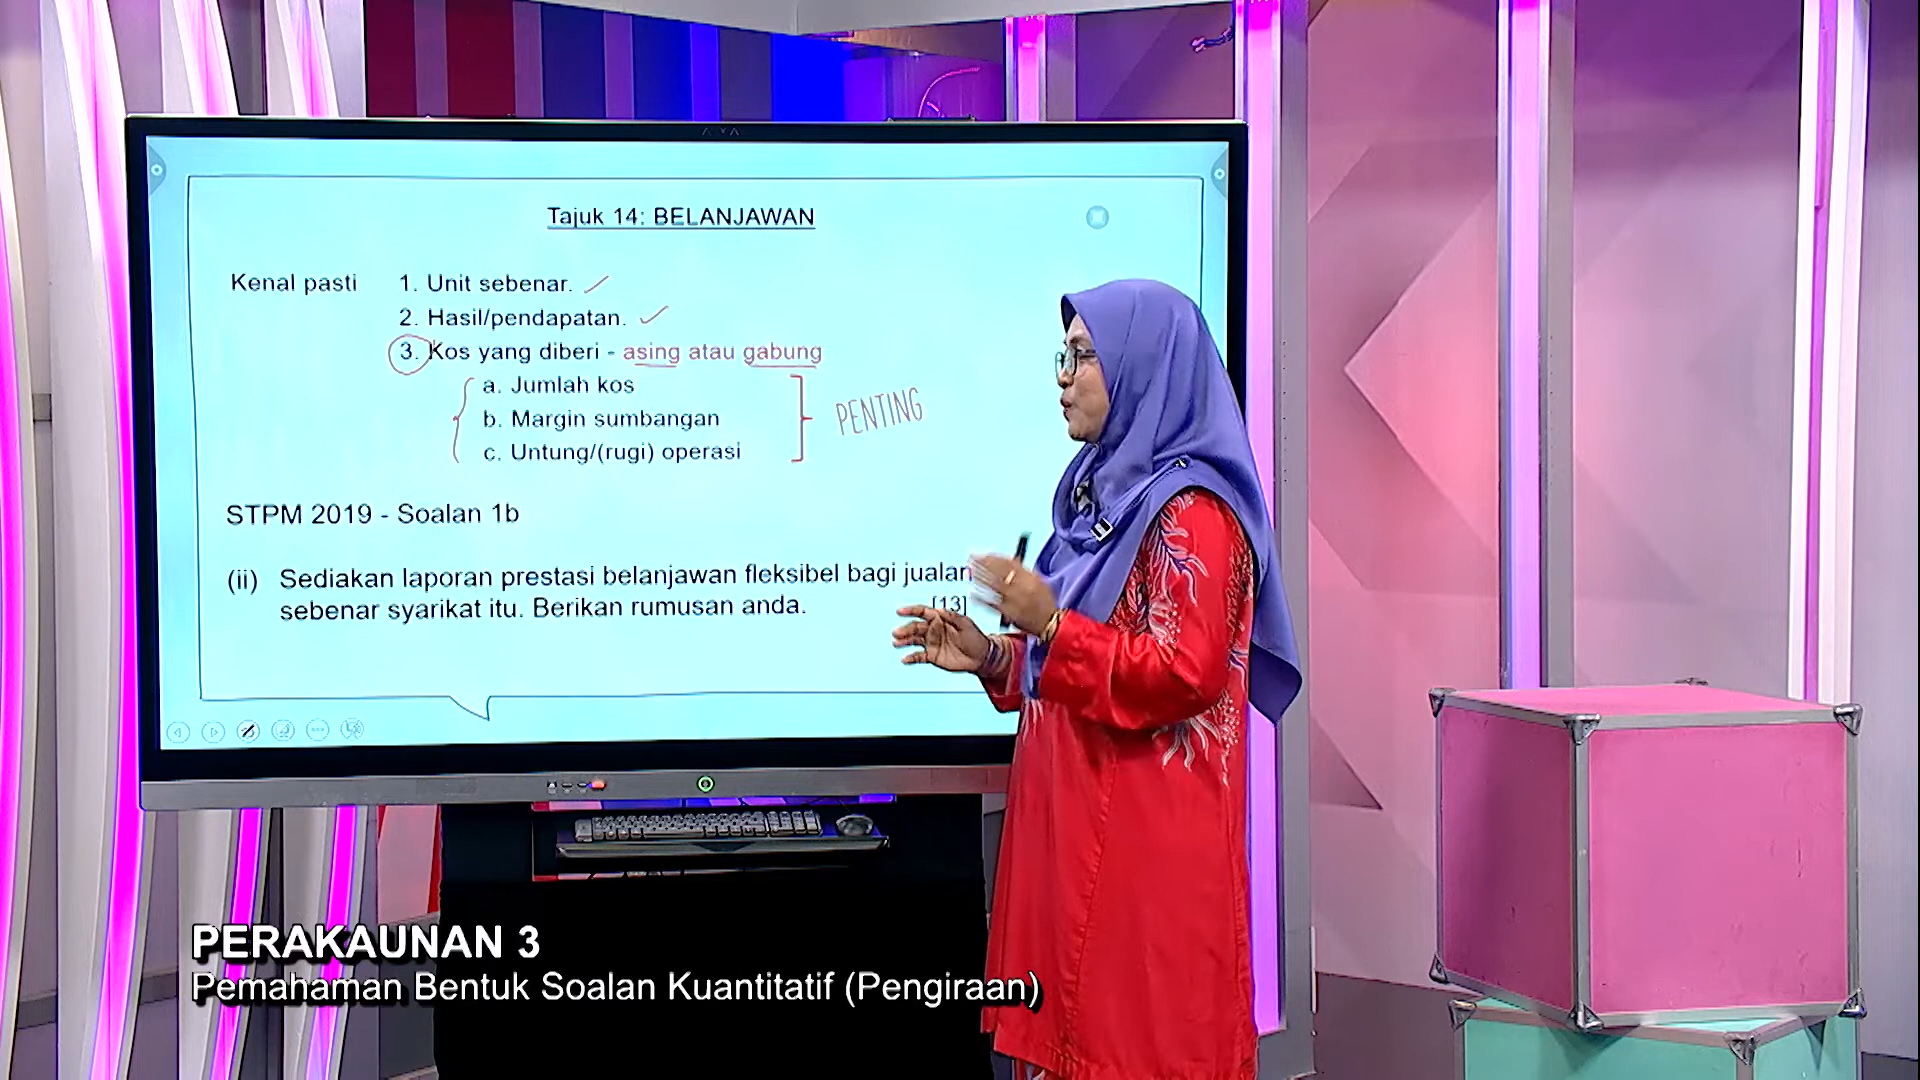 Tajuk 14: BELANJAWAN
Kenal pasti 1. Unit sebenar.
2. Hasil/pendapatan.
3. Kos yang diberi - asing atau gabung
a. Jumlah kos
b. Margin sumbangan
c. Untung/(rugi) operasi
PENTING
STPM 2019 - Soalan 1b
(ii) Sediakan laporan prestasi belanjawan fleksibel bagi jualan
sebenar syarikat itu. Berikan rumusan anda. [13]
PERAKAUNAN 3
Pemahaman Bentuk Soalan Kuantitatif (Pengiraan)